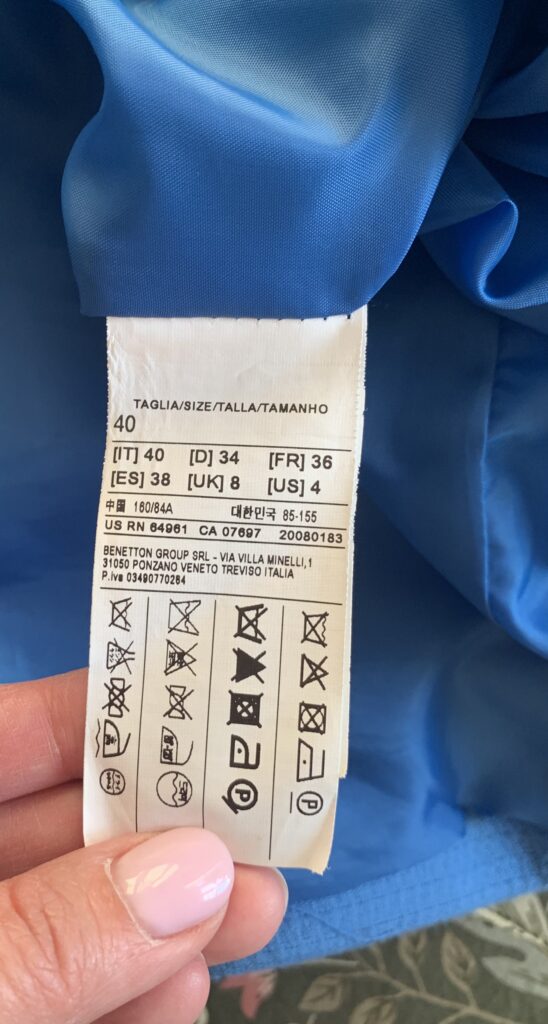 TAGLIA/SIZE/TALLA/TAMANHO
40
[IT] 40 [D] 34 [FR] 36
[ES] 38 [UK] 8 [US] 4
中国 160/84A 대한민국 85-155
US RN 64961 CA 07697 20080183
BENETTON GROUP SRL - VIA VILLA MINELLI,1
31050 PONZANO VENETO TREVISO ITALIA
P.iva 03490770264
P P